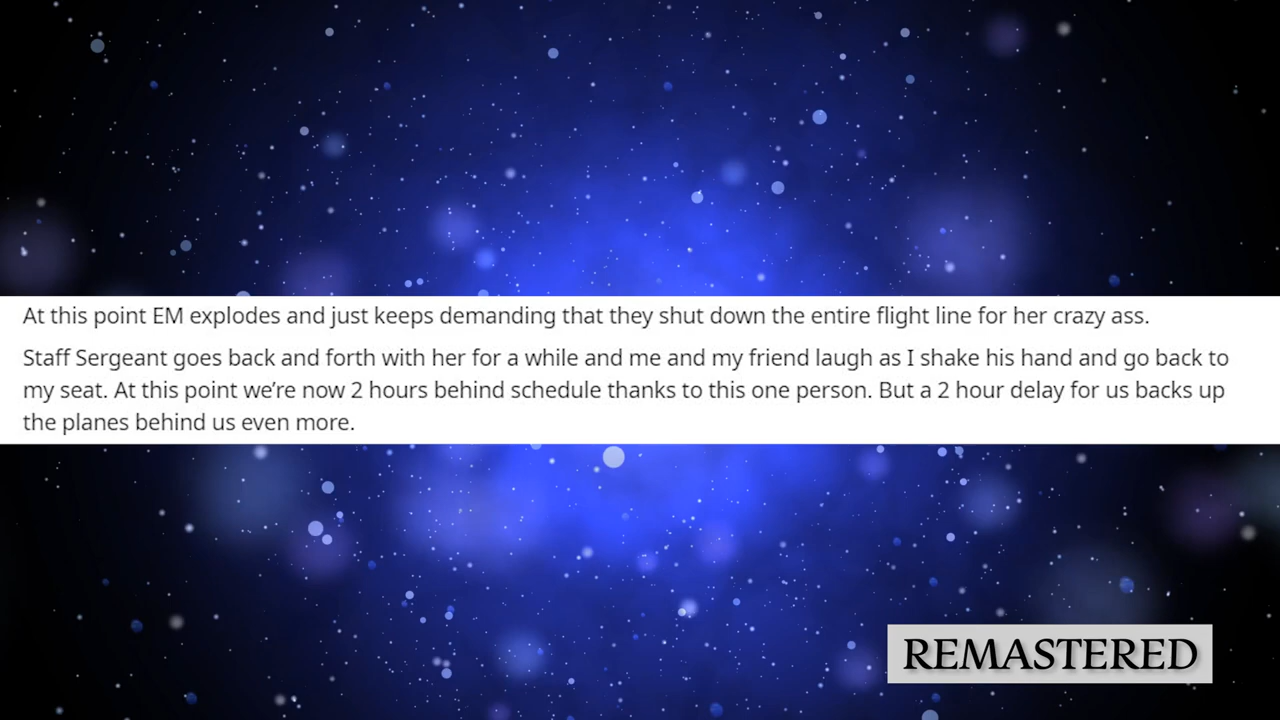 At this point EM explodes and just keeps demanding that they shut down the entire flight line for her crazy ass.
Staff Sergeant goes back and forth with her for a while and me and my friend laugh as I shake his hand and go back to
my seat. At this point we’re now 2 hours behind schedule thanks to this one person. But a 2 hour delay for us backs up
the planes behind us even more.
REMASTERED